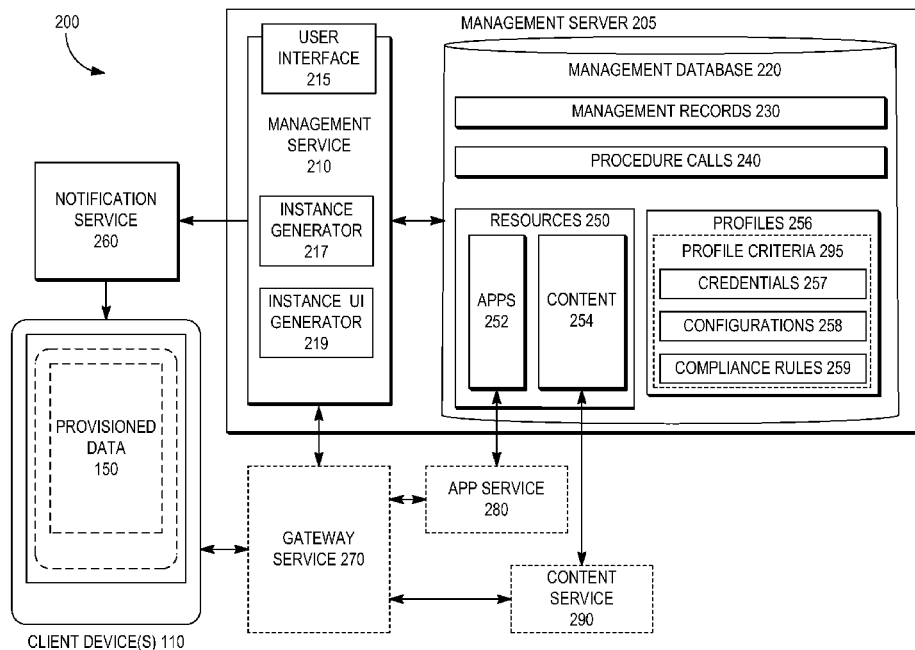 200
MANAGEMENT SERVER 205
USER
INTERFACE
215
MANAGEMENT
SERVICE
210
INSTANCE
GENERATOR
217
INSTANCE UI
GENERATOR
219
MANAGEMENT DATABASE 220
MANAGEMENT RECORDS 230
PROCEDURE CALLS 240
RESOURCES 250
APPS
252
CONTENT
254
PROFILES 256
PROFILE CRITERIA 295
CREDENTIALS 257
CONFIGURATIONS 258
COMPLIANCE RULES 259
NOTIFICATION
SERVICE
260
PROVISIONED
DATA
150
CLIENT DEVICE(S) 110
GATEWAY
SERVICE 270
APP SERVICE
280
CONTENT
SERVICE
290